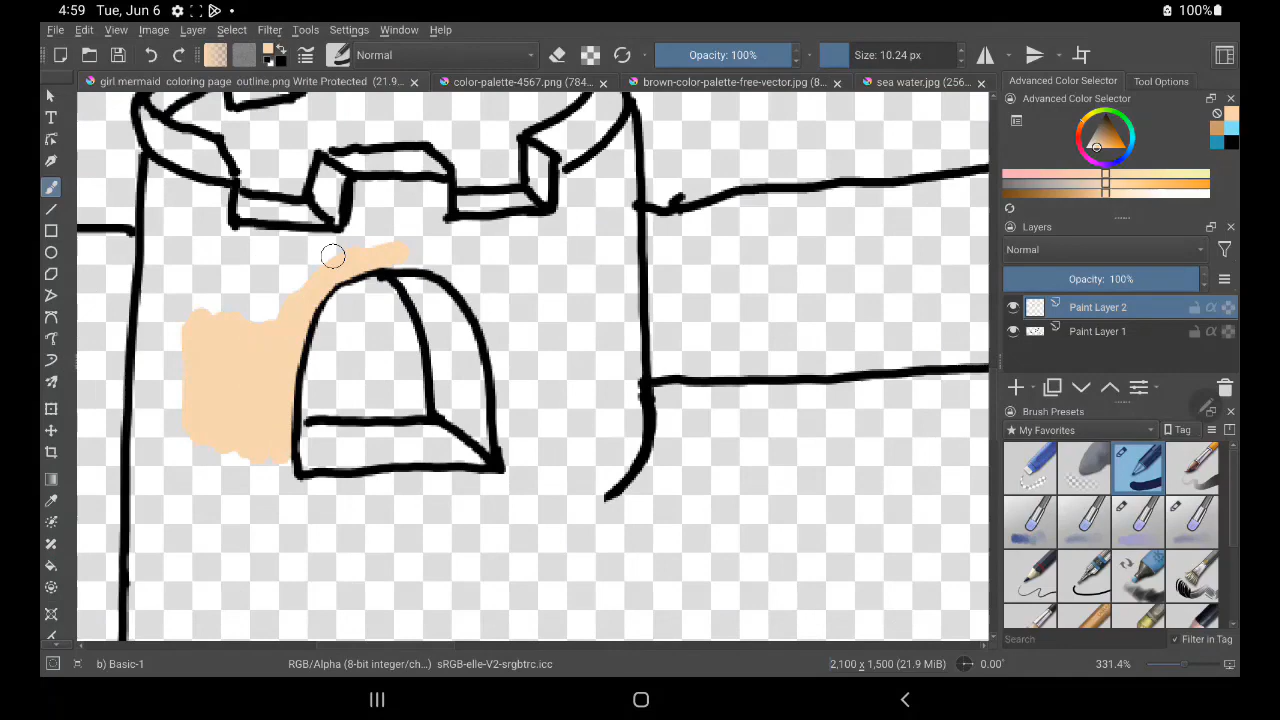 4:59 Tue, Jun 6 100%
File Edit View Image Layer Select Filter Tools Settings Window Help
Normal Opacity: 100% Size: 10.24 px
girl mermaid coloring page outline.png Write Protected (21.9... color-palette-4567.png (784... brown-color-palette-free-vector.jpg (8... sea water.jpg (256...
Advanced Color Selector Tool Options
Advanced Color Selector
Layers
Normal
Opacity: 100%
Paint Layer 2
Paint Layer 1
Brush Presets
My Favorites Tag
Search Filter in Tag
b) Basic-1 RGB/Alpha (8-bit integer/ch...) sRGB-elle-V2-srgbtrc.icc 2,100 x 1,500 (21.9 MiB) 0.00° 331.4%